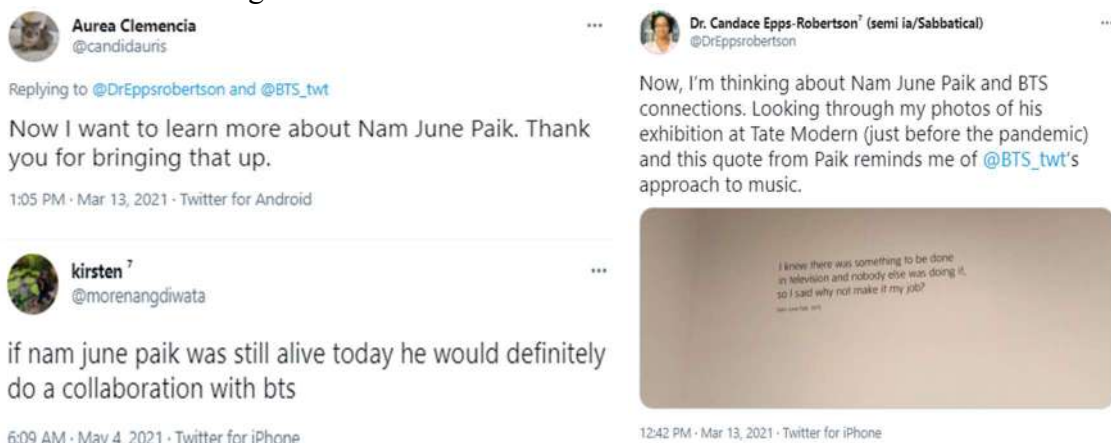 Aurea Clemencia
@candidauris
Replying to @DrEppsrobertson and @BTS_twt
Now I want to learn more about Nam June Paik. Thank
you for bringing that up.
1:05 PM · Mar 13, 2021 · Twitter for Android
kirsten ⁷
@morenangdiwata
if nam june paik was still alive today he would definitely
do a collaboration with bts
6:09 AM · May 4, 2021 · Twitter for iPhone
Dr. Candace Epps-Robertson⁷ (semi ia/Sabbatical)
@DrEppsrobertson
Now, I'm thinking about Nam June Paik and BTS
connections. Looking through my photos of his
exhibition at Tate Modern (just before the pandemic)
and this quote from Paik reminds me of @BTS_twt's
approach to music.
I knew there was something to be done
in television and nobody else was doing it,
so I said why not make it my job?
12:42 PM · Mar 13, 2021 · Twitter for iPhone